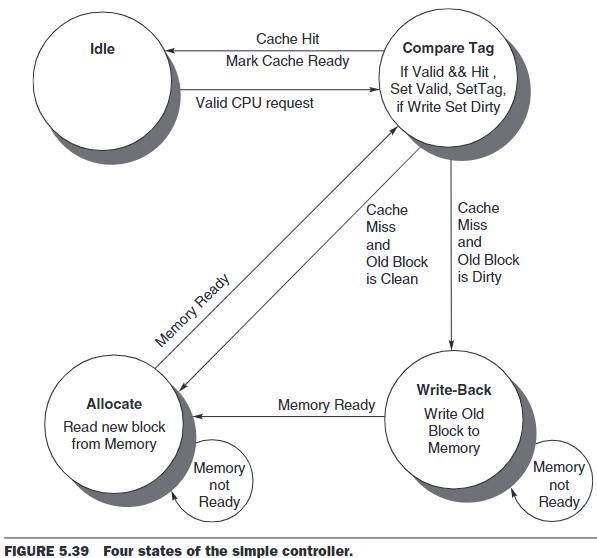 Idle
Cache Hit
Mark Cache Ready
Valid CPU request
Compare Tag
If Valid && Hit ,
Set Valid, SetTag,
if Write Set Dirty
Cache
Miss
and
Old Block
is Clean
Cache
Miss
and
Old Block
is Dirty
Memory Ready
Allocate
Read new block
from Memory
Memory
not
Ready
Memory Ready
Write-Back
Write Old
Block to
Memory
Memory
not
Ready
FIGURE 5.39 Four states of the simple controller.